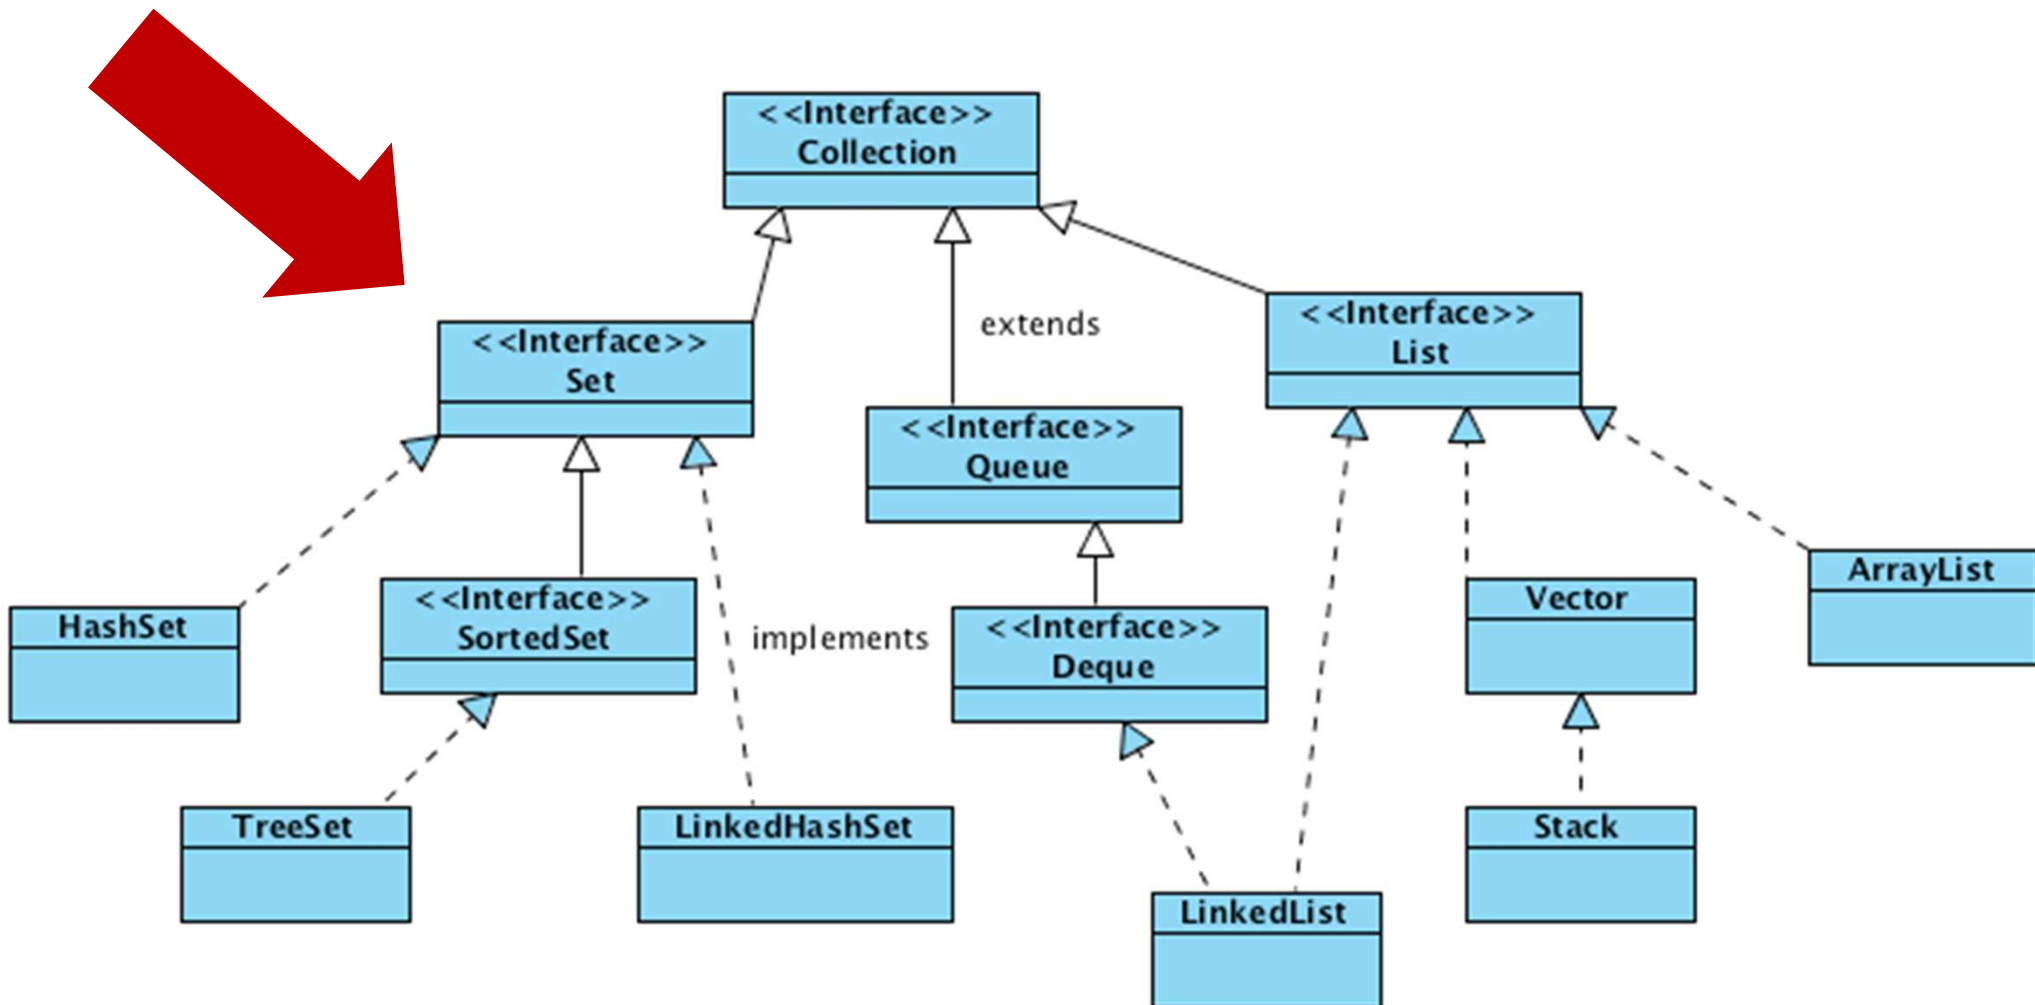 <<Interface>>
Collection
<<Interface>>
Set
extends
<<Interface>>
List
<<Interface>>
Queue
HashSet
<<Interface>>
SortedSet
implements
<<Interface>>
Deque
Vector
ArrayList
TreeSet
LinkedHashSet
LinkedList
Stack